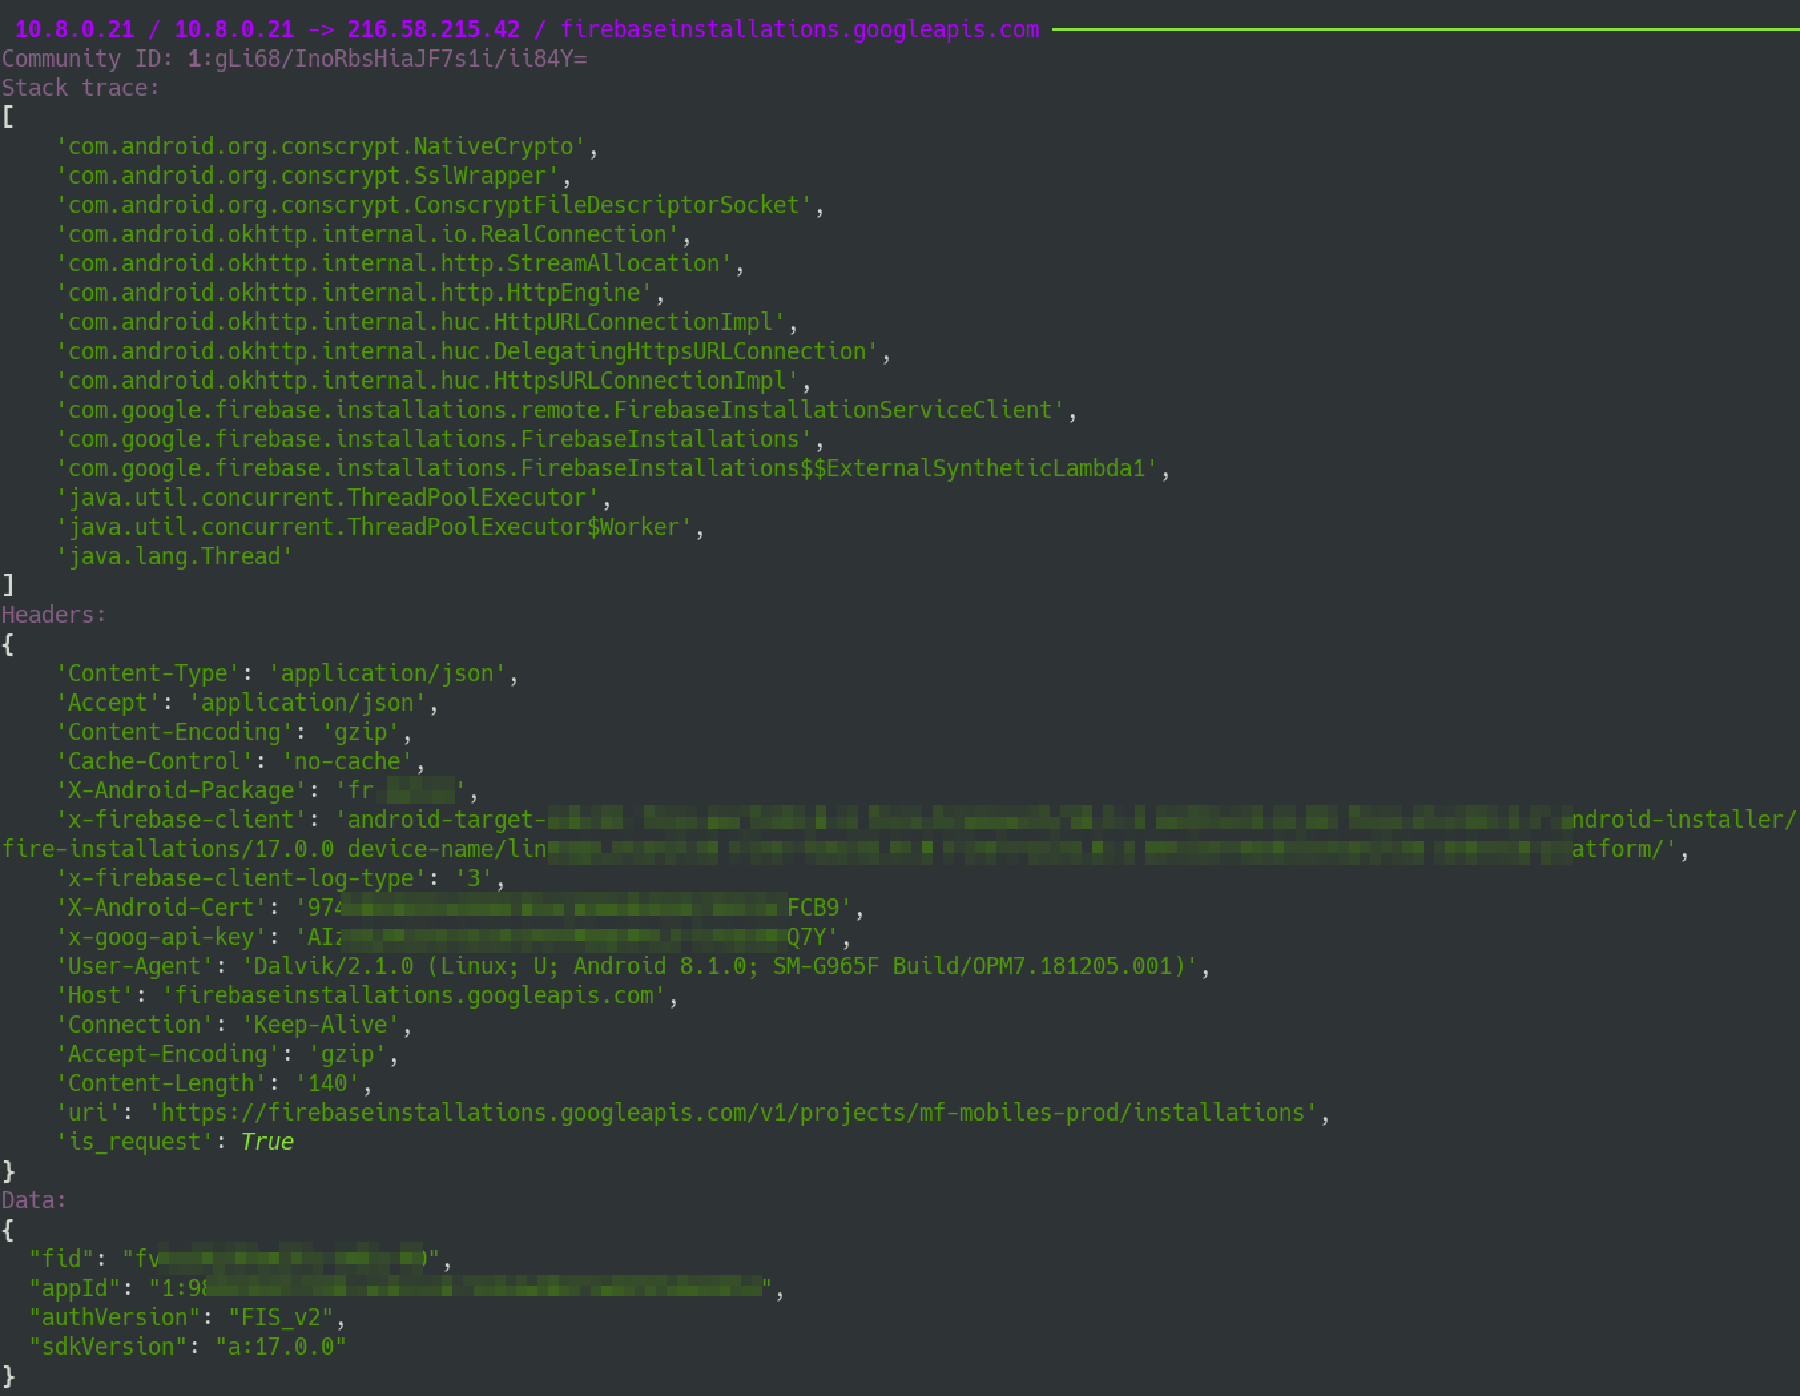 10.8.0.21 / 10.8.0.21 -> 216.58.215.42 / firebaseinstallations.googleapis.com
Community ID: 1:gLi68/InoRbsHiaJF7s1i/ii84Y=
Stack trace:
[
    'com.android.org.conscrypt.NativeCrypto',
    'com.android.org.conscrypt.SslWrapper',
    'com.android.org.conscrypt.ConscryptFileDescriptorSocket',
    'com.android.okhttp.internal.io.RealConnection',
    'com.android.okhttp.internal.http.StreamAllocation',
    'com.android.okhttp.internal.http.HttpEngine',
    'com.android.okhttp.internal.huc.HttpURLConnectionImpl',
    'com.android.okhttp.internal.huc.DelegatingHttpsURLConnection',
    'com.android.okhttp.internal.huc.HttpsURLConnectionImpl',
    'com.google.firebase.installations.remote.FirebaseInstallationServiceClient',
    'com.google.firebase.installations.FirebaseInstallations',
    'com.google.firebase.installations.FirebaseInstallations$$ExternalSyntheticLambda1',
    'java.util.concurrent.ThreadPoolExecutor',
    'java.util.concurrent.ThreadPoolExecutor$Worker',
    'java.lang.Thread'
]
Headers:
{
    'Content-Type': 'application/json',
    'Accept': 'application/json',
    'Content-Encoding': 'gzip',
    'Cache-Control': 'no-cache',
    'X-Android-Package': 'fr ',
    'x-firebase-client': 'android-target- ndroid-installer/
fire-installations/17.0.0 device-name/lin atform/',
    'x-firebase-client-log-type': '3',
    'X-Android-Cert': '974 FCB9',
    'x-goog-api-key': 'AIz Q7Y',
    'User-Agent': 'Dalvik/2.1.0 (Linux; U; Android 8.1.0; SM-G965F Build/OPM7.181205.001)',
    'Host': 'firebaseinstallations.googleapis.com',
    'Connection': 'Keep-Alive',
    'Accept-Encoding': 'gzip',
    'Content-Length': '140',
    'uri': 'https://firebaseinstallations.googleapis.com/v1/projects/mf-mobiles-prod/installations',
    'is_request': True
}
Data:
{
  "fid": "fv ",
  "appId": "1:98 ",
  "authVersion": "FIS_v2",
  "sdkVersion": "a:17.0.0"
}